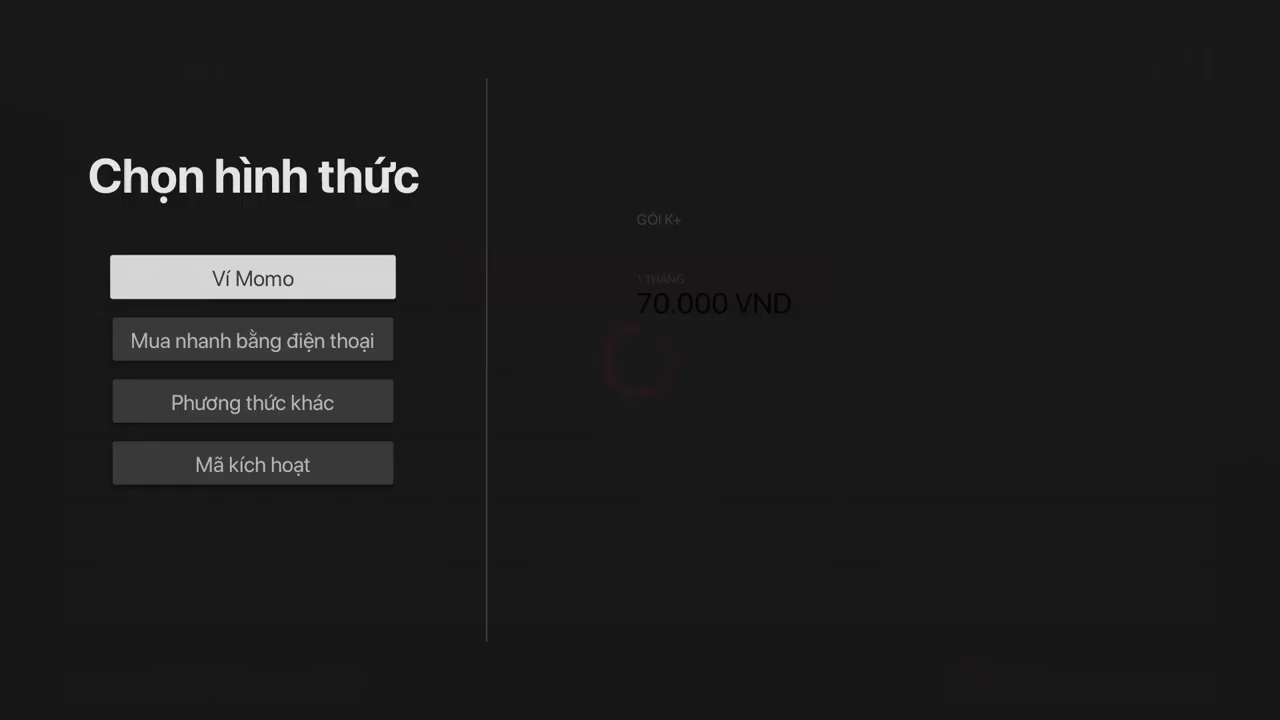 Chọn hình thức
Ví Momo
Mua nhanh bằng điện thoại
Phương thức khác
Mã kích hoạt
GÓI K+
1 THÁNG
70.000 VND